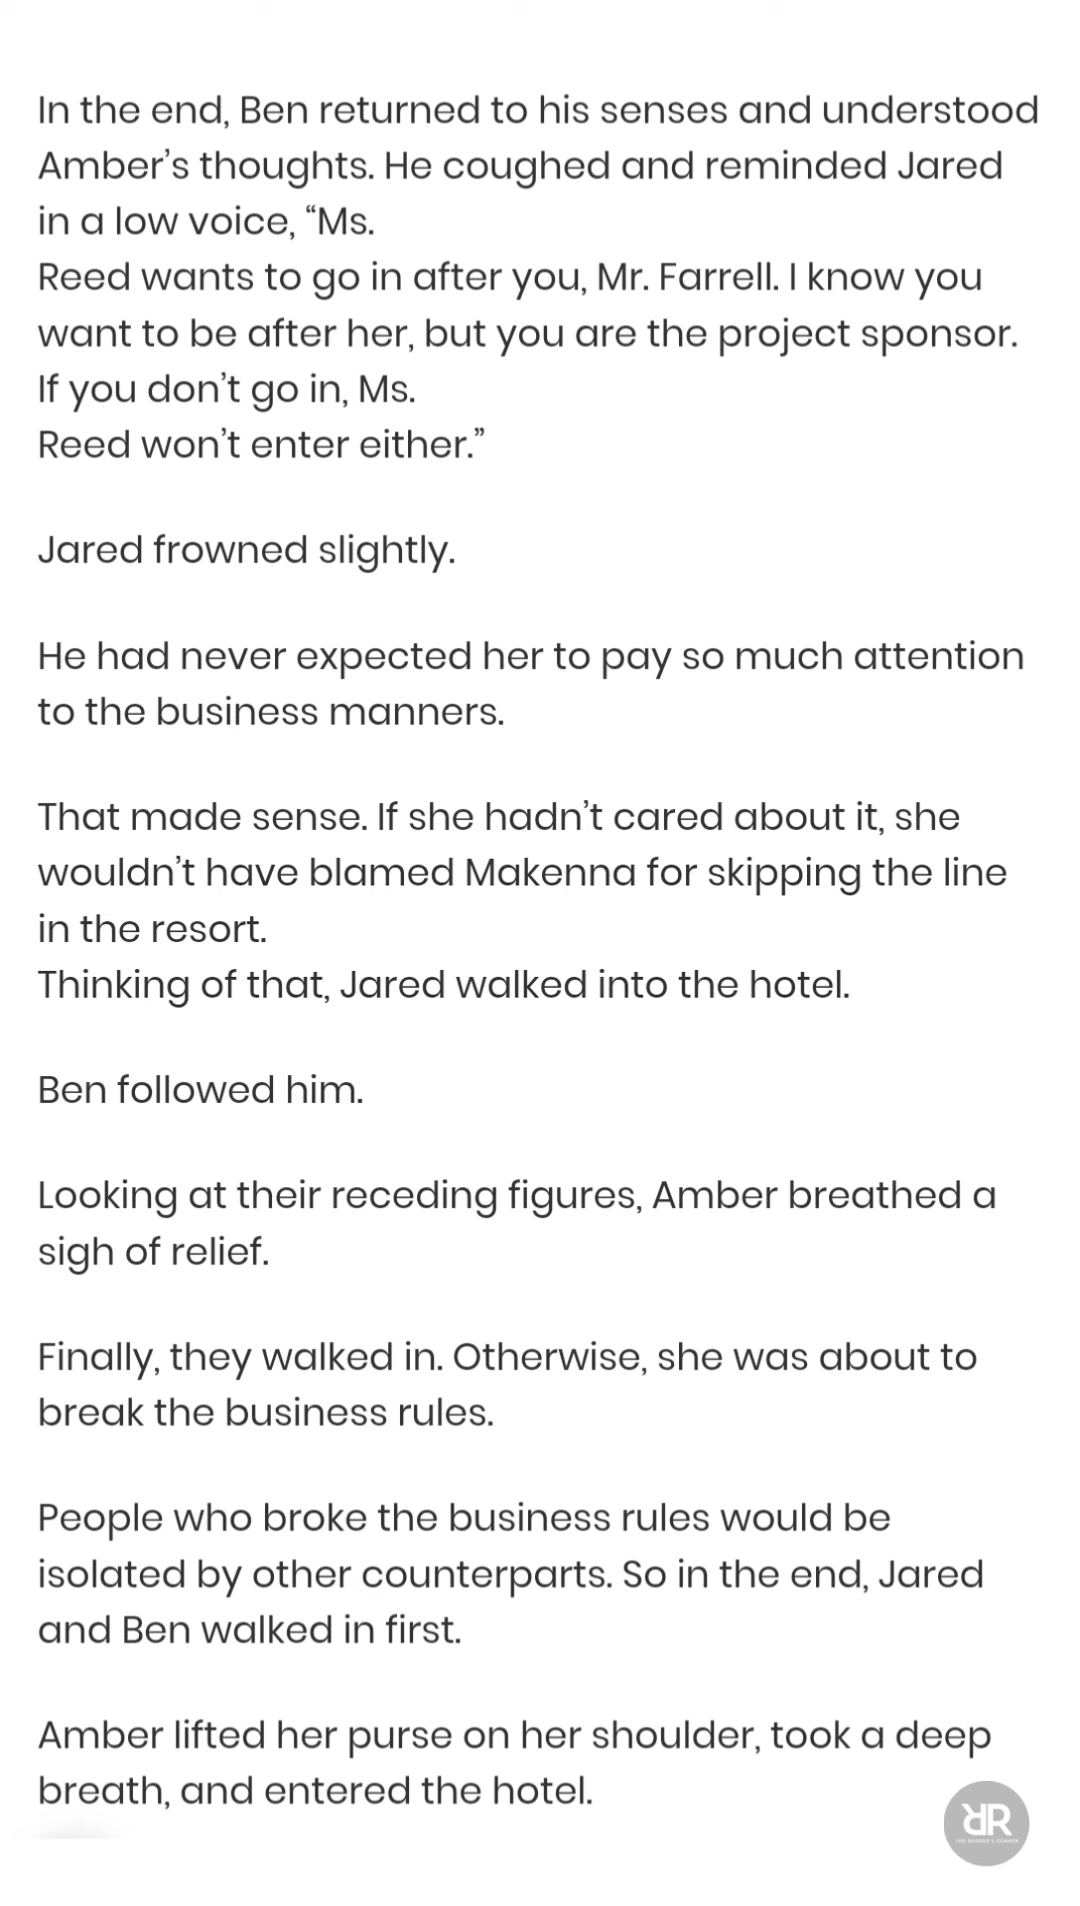 In the end, Ben returned to his senses and understood
Amber’s thoughts. He coughed and reminded Jared
in a low voice, “Ms.
Reed wants to go in after you, Mr. Farrell. I know you
want to be after her, but you are the project sponsor.
If you don’t go in, Ms.
Reed won’t enter either.”
Jared frowned slightly.
He had never expected her to pay so much attention
to the business manners.
That made sense. If she hadn’t cared about it, she
wouldn’t have blamed Makenna for skipping the line
in the resort.
Thinking of that, Jared walked into the hotel.
Ben followed him.
Looking at their receding figures, Amber breathed a
sigh of relief.
Finally, they walked in. Otherwise, she was about to
break the business rules.
People who broke the business rules would be
isolated by other counterparts. So in the end, Jared
and Ben walked in first.
Amber lifted her purse on her shoulder, took a deep
breath, and entered the hotel.
RR
THE READER'S CORNER